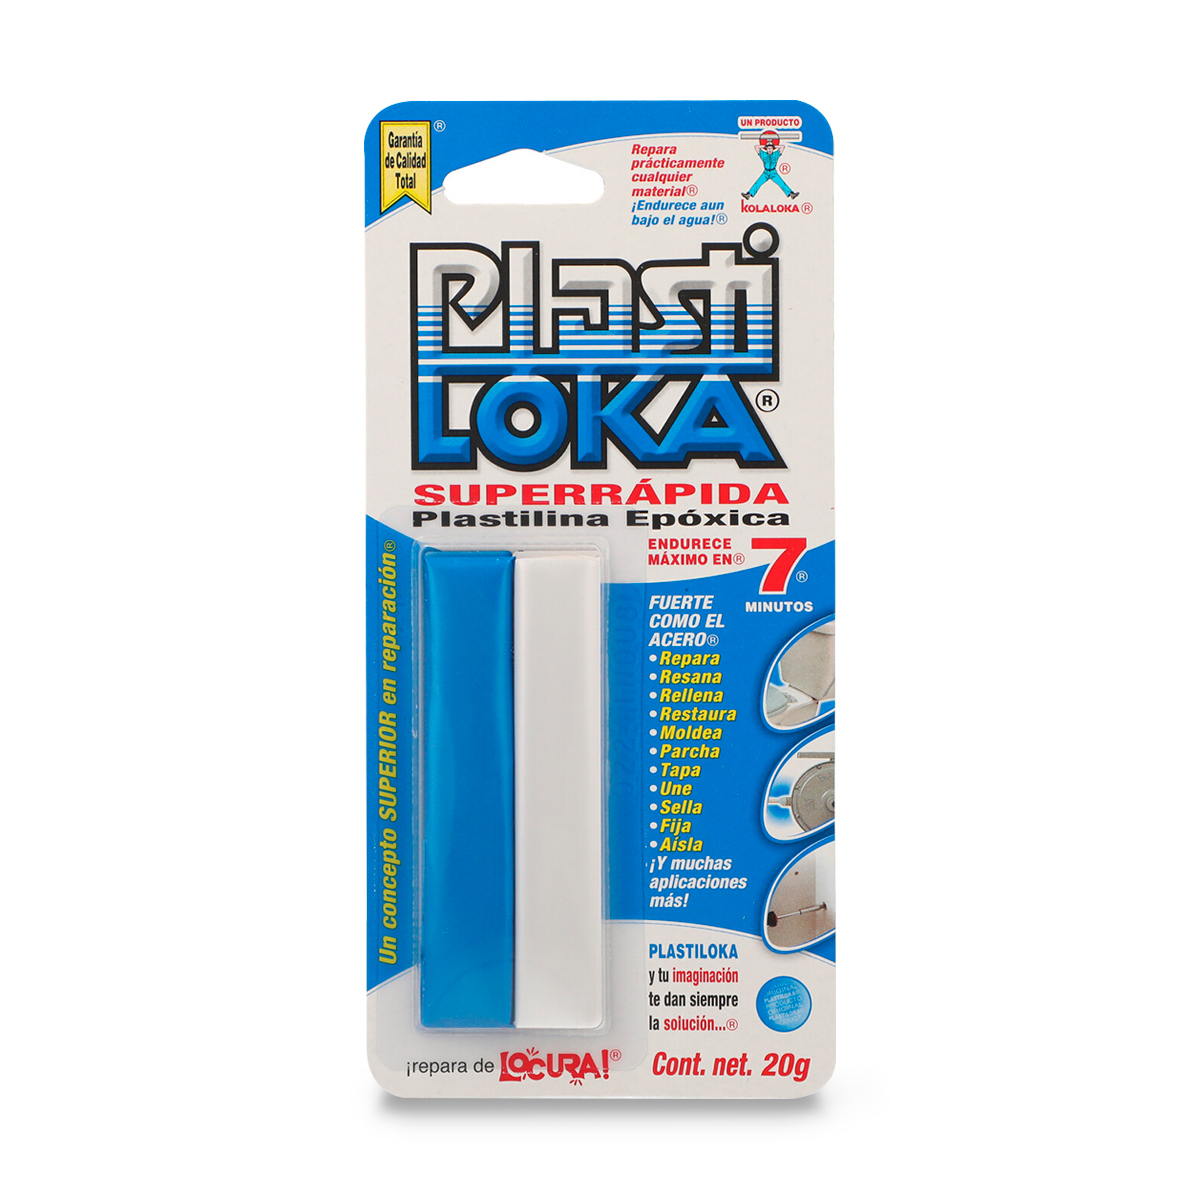 Garantía
de Calidad
Total
®
UN PRODUCTO
®
KOLALOKA ®
Repara
prácticamente
cualquier
material®
¡Endurece aun
bajo el agua!®
Plasti
LOKA®
SUPERRÁPIDA
Plastilina Epóxica
ENDURECE
MÁXIMO EN®
7®
MINUTOS
Un concepto SUPERIOR en reparación®
FUERTE
COMO EL
ACERO®
•Repara
•Resana
•Rellena
•Restaura
•Moldea
•Parcha
•Tapa
•Une
•Sella
•Fija
•Aísla
¡Y muchas
aplicaciones
más!
PLASTILOKA
y tu imaginación
te dan siempre
la solución...®
¡repara de LOCURA!®
Cont. net. 20g